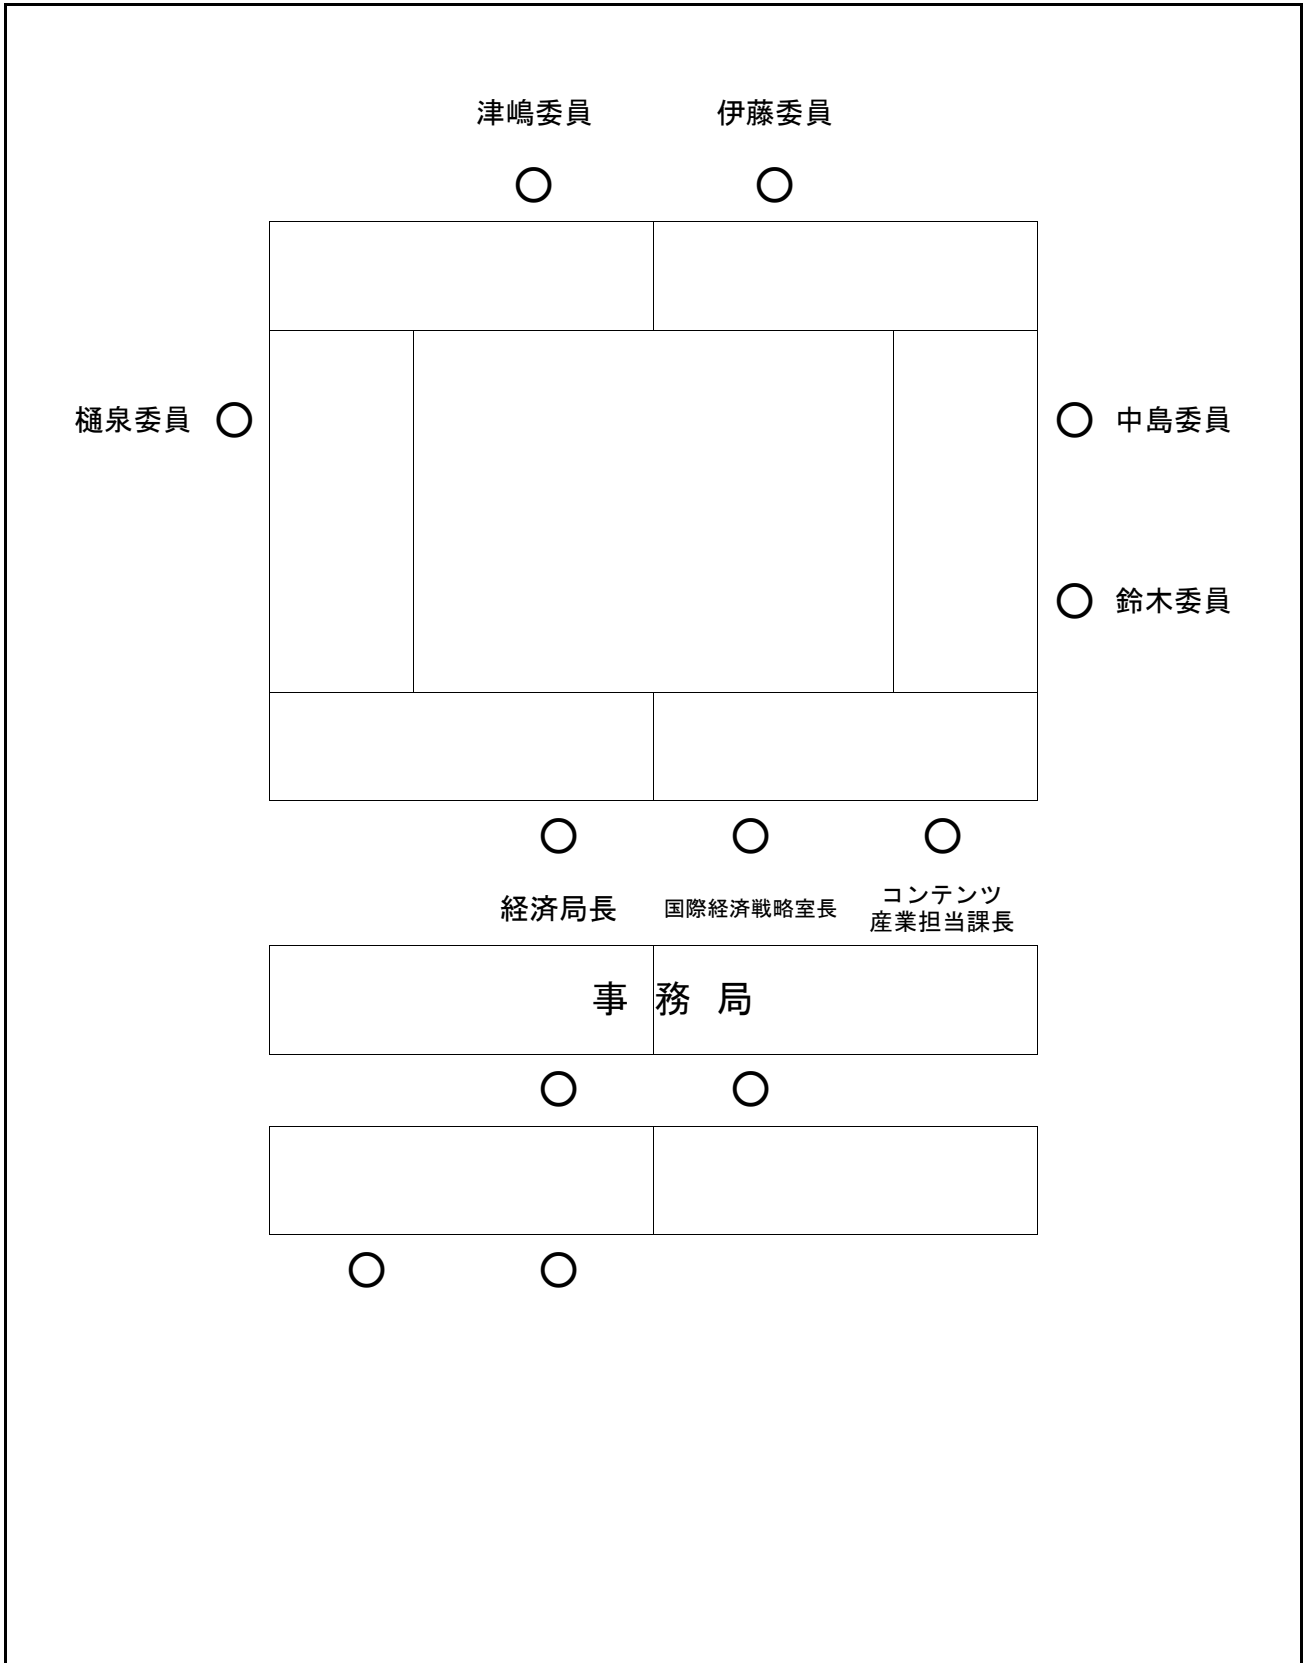 津嶋委員
伊藤委員
樋泉委員
中島委員
鈴木委員
経済局長
国際経済戦略室長
コンテンツ
産業担当課長
事務局